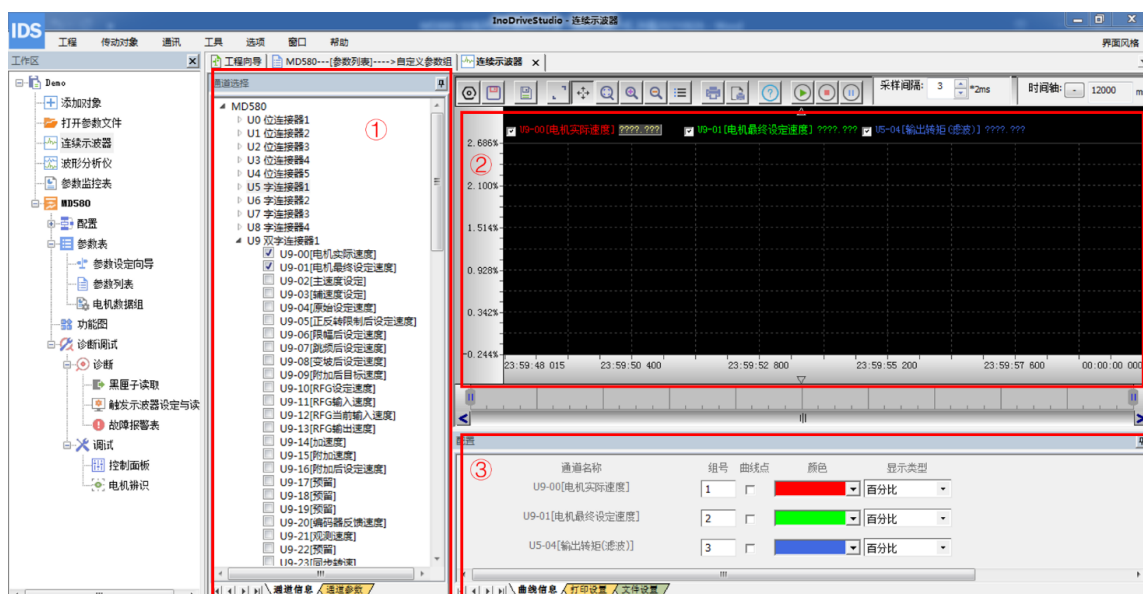 InoDriveStudio - 连续示波器
IDS
工程 传动对象 通讯 工具 选项 窗口 帮助
界面风格
工作区
Demo
添加对象
打开参数文件
连续示波器
波形分析仪
参数监控表
MD580
配置
参数表
参数设定向导
参数列表
电机数据组
功能图
诊断调试
诊断
黑匣子读取
触发示波器设定与读
故障报警表
调试
控制面板
电机辨识
工程向导 MD580---[参数列表]---->自定义参数组 连续示波器
通道选择
①
MD580
U0 位连接器1
U1 位连接器2
U2 位连接器3
U3 位连接器4
U4 位连接器5
U5 字连接器1
U6 字连接器2
U7 字连接器3
U8 字连接器4
U9 双字连接器1
U9-00[电机实际速度]
U9-01[电机最终设定速度]
U9-02[主速度设定]
U9-03[辅速度设定]
U9-04[原始设定速度]
U9-05[正反转限制后设定速度]
U9-06[限幅后设定速度]
U9-07[跳频后设定速度]
U9-08[变坡后设定速度]
U9-09[附加后目标速度]
U9-10[RFG设定速度]
U9-11[RFG输入速度]
U9-12[RFG当前输入速度]
U9-13[RFG输出速度]
U9-14[加速度]
U9-15[附加速度]
U9-16[附加后设定速度]
U9-17[预留]
U9-18[预留]
U9-19[预留]
U9-20[编码器反馈速度]
U9-21[观测速度]
U9-22[预留]
U9-23[同步转速]
通道信息 通道参数
采样间隔: 3 *2ms 时间轴: - 12000 m
②
U9-00[电机实际速度] ????.??? U9-01[电机最终设定速度] ????.??? U5-04[输出转矩(滤波)] ????.???
2.686%
2.100%
1.514%
0.928%
0.342%
-0.244%
23:59:48 015 23:59:50 400 23:59:52 800 23:59:55 200 23:59:57 600 00:00:00 000
配置
③
通道名称 组号 曲线点 颜色 显示类型
U9-00[电机实际速度] 1 百分比
U9-01[电机最终设定速度] 2 百分比
U5-04[输出转矩(滤波)] 3 百分比
曲线信息 打印设置 文件设置